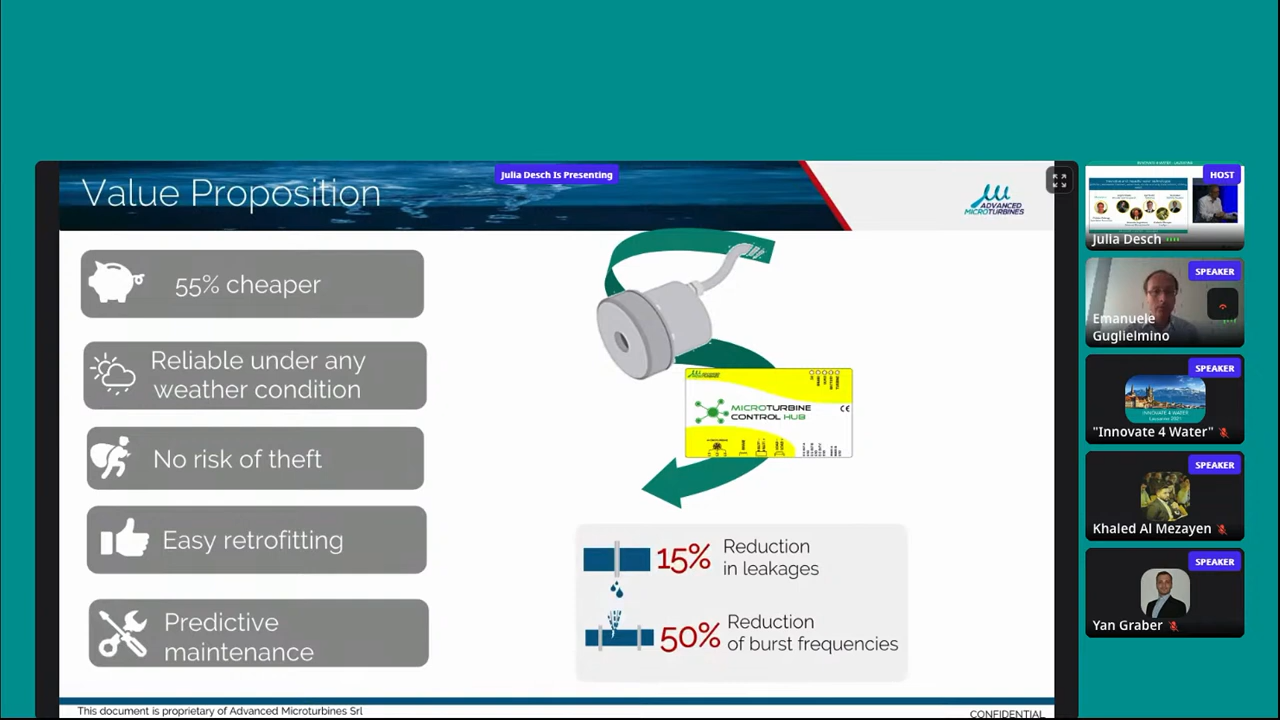 Value Proposition
Julia Desch Is Presenting
ADVANCED
MICROTURBINES
55% cheaper
Reliable under any
weather condition
No risk of theft
Easy retrofitting
Predictive
maintenance
MICROTURBINE
CONTROL HUB
15%
Reduction
in leakages
50%
Reduction
of burst frequencies
This document is proprietary of Advanced Microturbines Srl
CONFIDENTIAL
HOST
Julia Desch
SPEAKER
Emanuele
Guglielmino
SPEAKER
"Innovate 4 Water"
SPEAKER
Khaled Al Mezayen
SPEAKER
Yan Graber